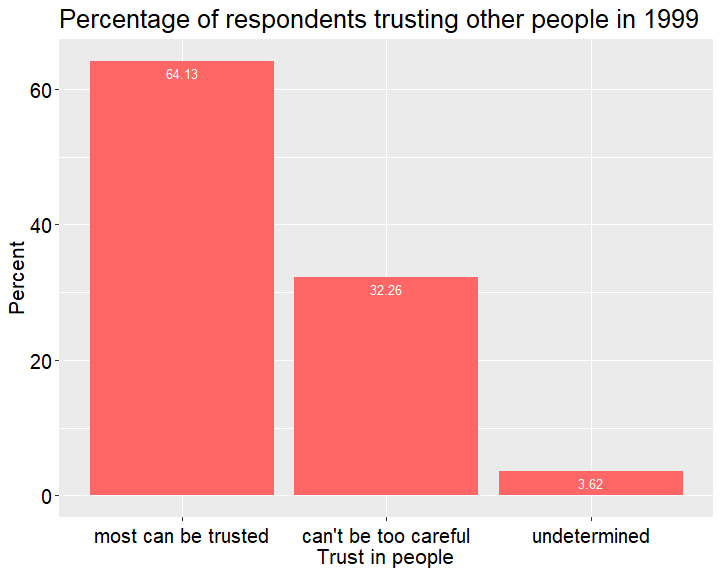 Percentage of respondents trusting other people in 1999
Percent
60
40
20
0
64.13
32.26
3.62
most can be trusted
can't be too careful
undetermined
Trust in people